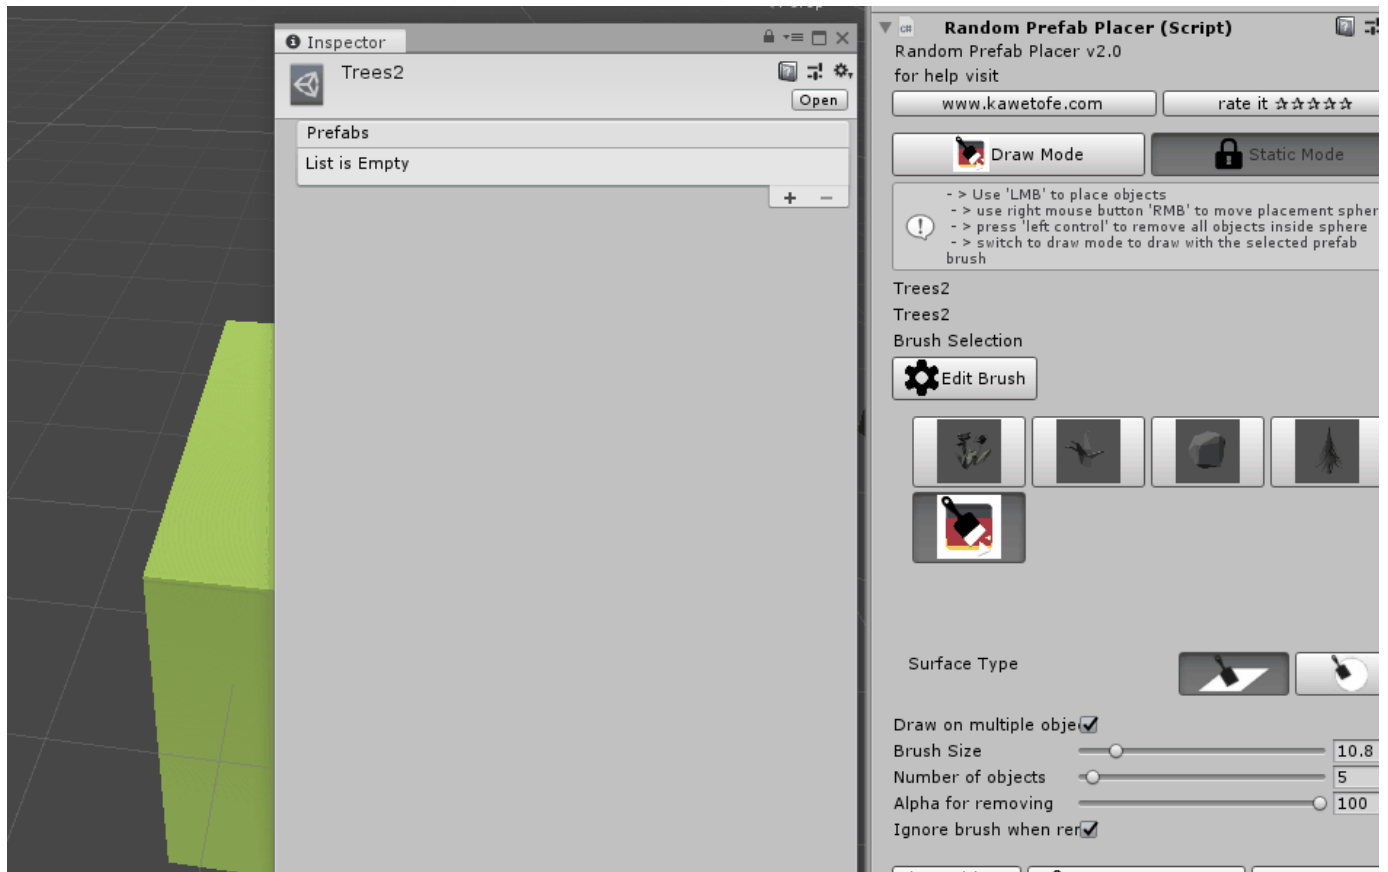 Inspector
Trees2
Open
Prefabs
List is Empty
+ −
c#
Random Prefab Placer (Script)
Random Prefab Placer v2.0
for help visit
www.kawetofe.com
rate it ☆☆☆☆☆
Draw Mode
Static Mode
- > Use 'LMB' to place objects
- > use right mouse button 'RMB' to move placement spher
- > press 'left control' to remove all objects inside sphere
- > switch to draw mode to draw with the selected prefab
brush
Trees2
Trees2
Brush Selection
Edit Brush
Surface Type
Draw on multiple obje
Brush Size 10.8
Number of objects 5
Alpha for removing 100
Ignore brush when rer